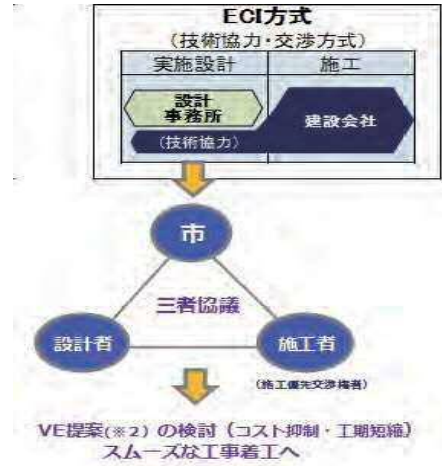 ECI方式
(技術協力・交渉方式)
実施設計 施工
設計
事務所
建設会社
(技術協力)
市
三者協議
設計者 施工者
(施工優先交渉権者)
VE提案(※2)の検討(コスト抑制・工期短縮)
スムーズな工事着工へ